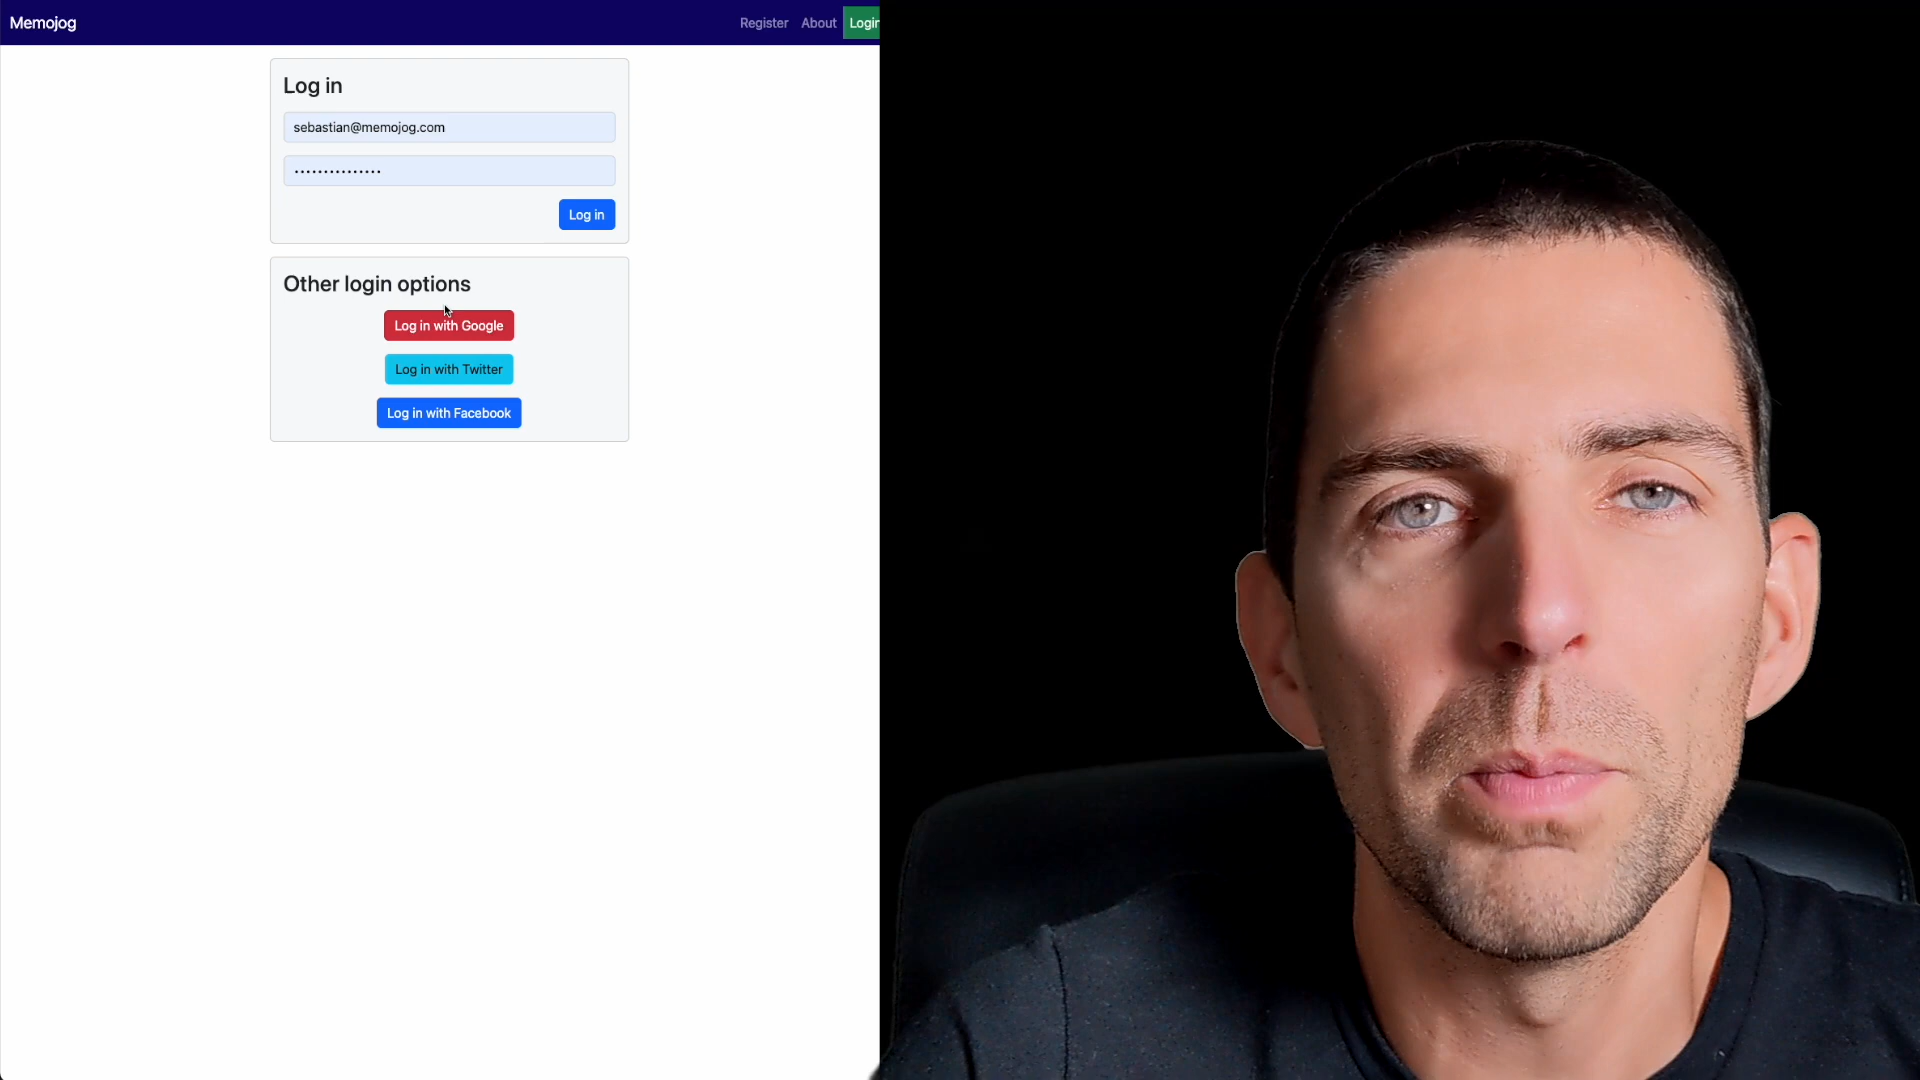 Memojog
Register About Login
Log in
sebastian@memojog.com
Log in
Other login options
Log in with Google
Log in with Twitter
Log in with Facebook